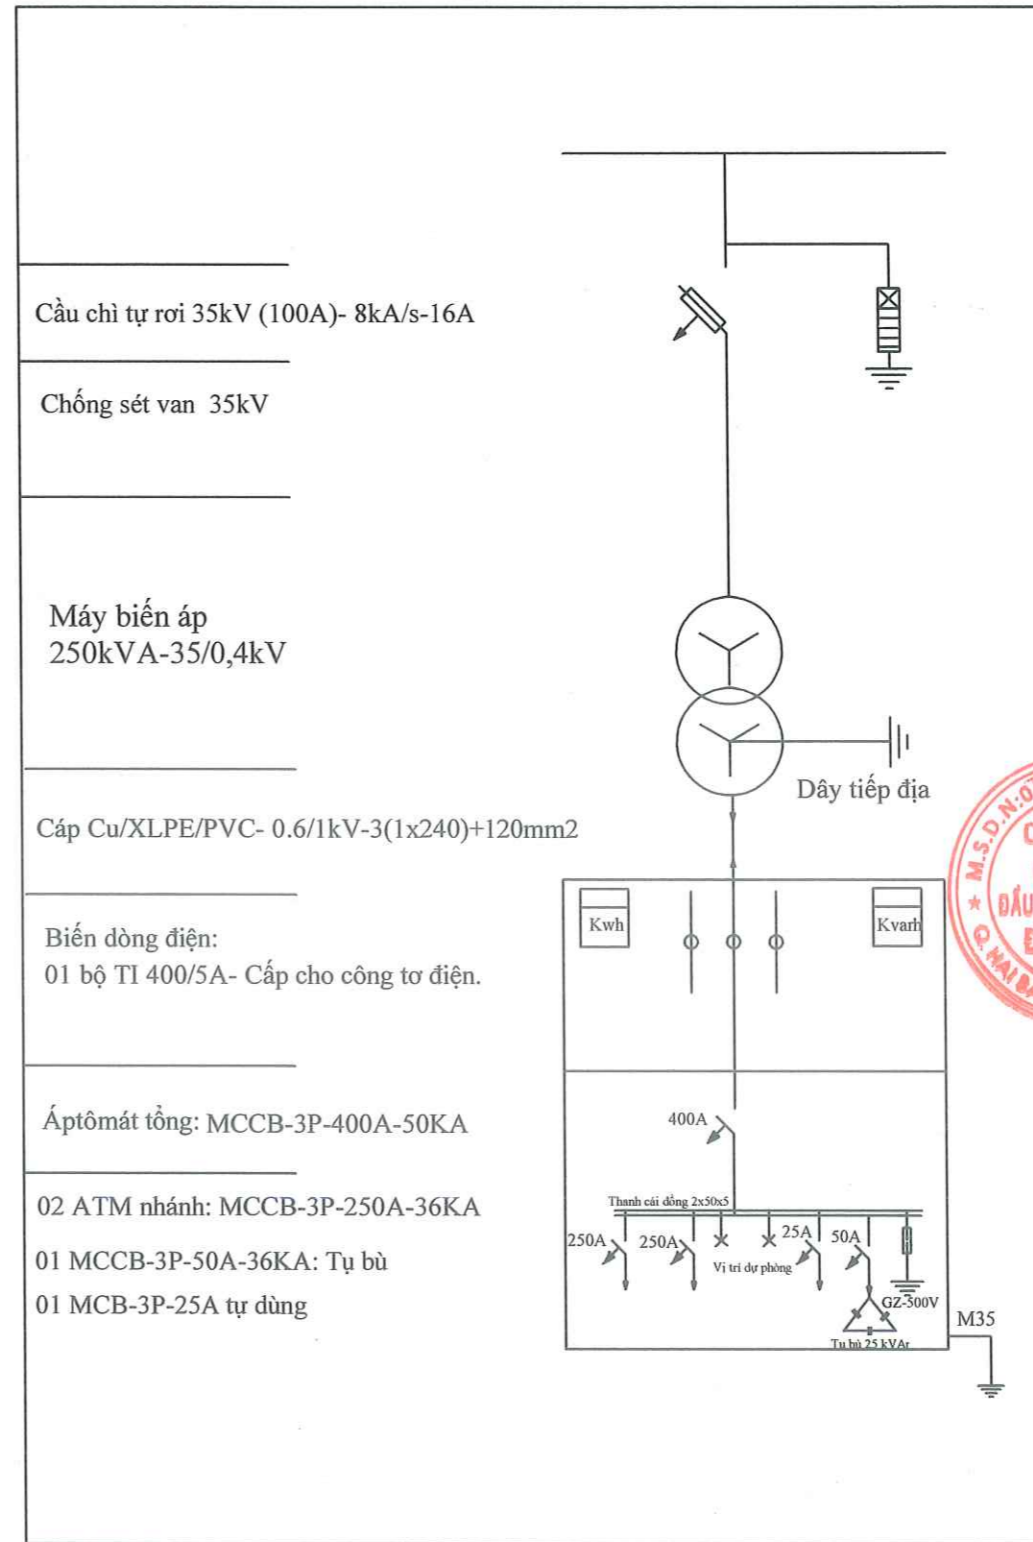 Cầu chì tự rơi 35kV (100A)- 8kA/s-16A
Chống sét van 35kV
Máy biến áp
250kVA-35/0,4kV
Dây tiếp địa
Cáp Cu/XLPE/PVC- 0.6/1kV-3(1x240)+120mm2
M.S.D.N:0
Kwh
Kvarh
Biến dòng điện:
01 bộ TI 400/5A- Cấp cho công tơ điện.
Áptômát tổng: MCCB-3P-400A-50KA
400A
02 ATM nhánh: MCCB-3P-250A-36KA
Thanh cái đồng 2x50x5
250A
250A
25A
50A
Vị trí dự phòng
01 MCCB-3P-50A-36KA: Tụ bù
01 MCB-3P-25A tự dùng
GZ-500V
Tụ bù 25 kVAr
M35